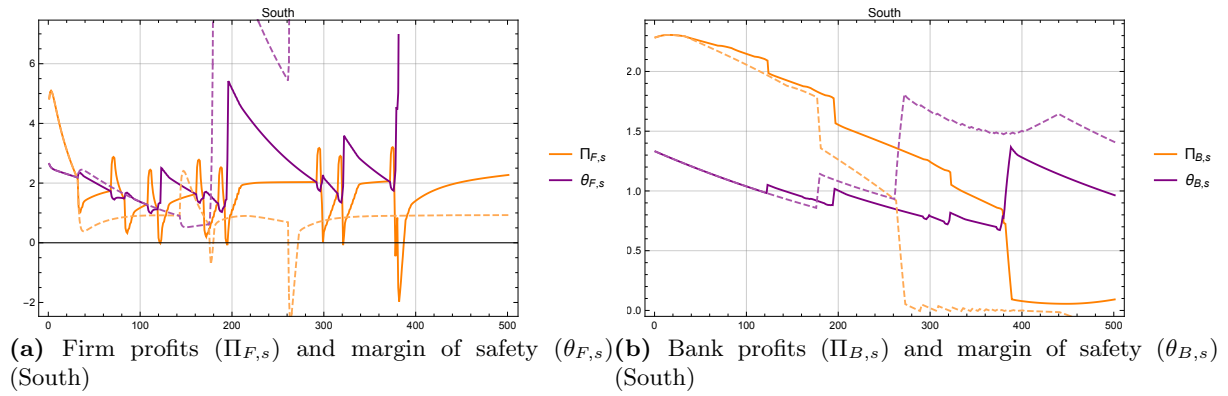 South
6
4
2
0
−2
0
100
200
300
400
500
Π_{F,s}
θ_{F,s}
South
2.0
1.5
1.0
0.5
0.0
0
100
200
300
400
500
Π_{B,s}
θ_{B,s}
(a) Firm profits (Π_{F,s}) and margin of safety (θ_{F,s})
(South)
(b) Bank profits (Π_{B,s}) and margin of safety (θ_{B,s})
(South)